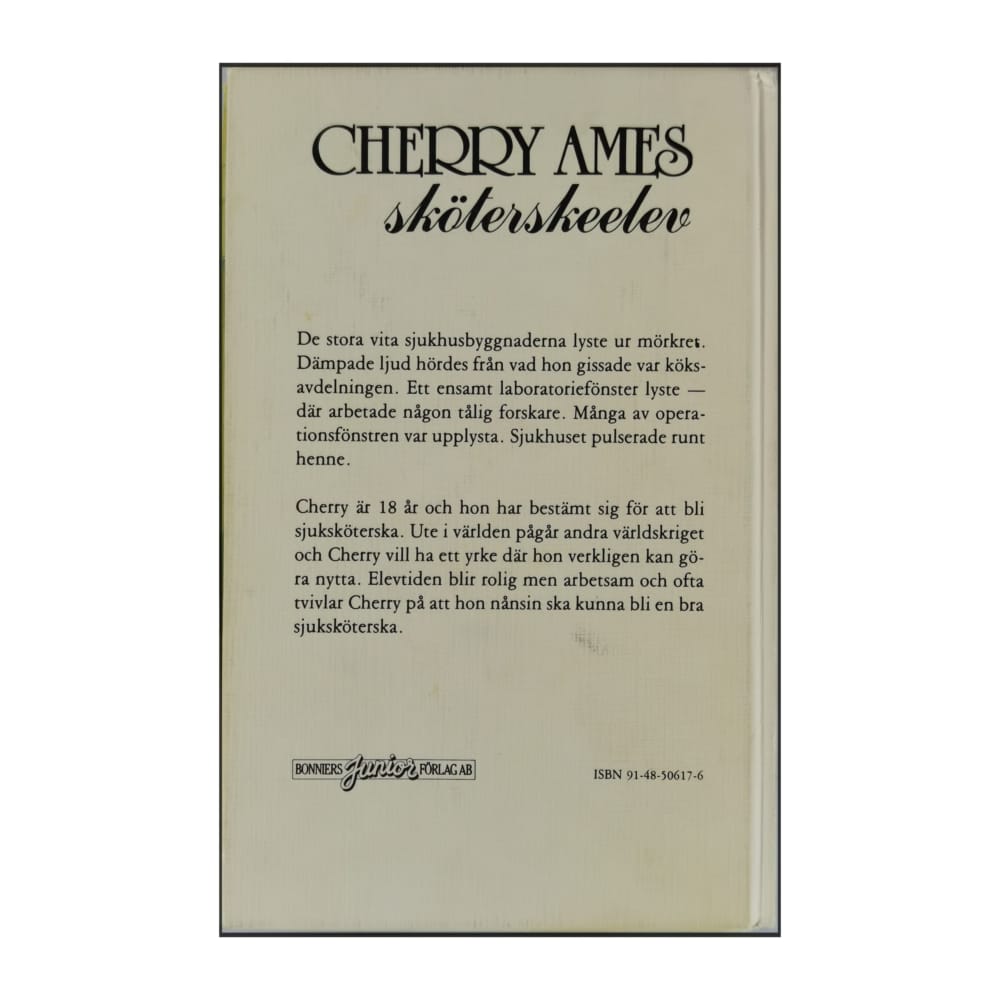 CHERRY AMES
sköterskeelev
De stora vita sjukhusbyggnaderna lyste ur mörkret.
Dämpade ljud hördes från vad hon gissade var köks-
avdelningen. Ett ensamt laboratoriefönster lyste —
där arbetade någon tålig forskare. Många av opera-
tionsfönstren var upplysta. Sjukhuset pulserade runt
henne.
Cherry är 18 år och hon har bestämt sig för att bli
sjuksköterska. Ute i världen pågår andra världskriget
och Cherry vill ha ett yrke där hon verkligen kan gö-
ra nytta. Elevtiden blir rolig men arbetsam och ofta
tvivlar Cherry på att hon nånsin ska kunna bli en bra
sjuksköterska.
BONNIERS Junior FÖRLAG AB
ISBN 91-48-50617-6